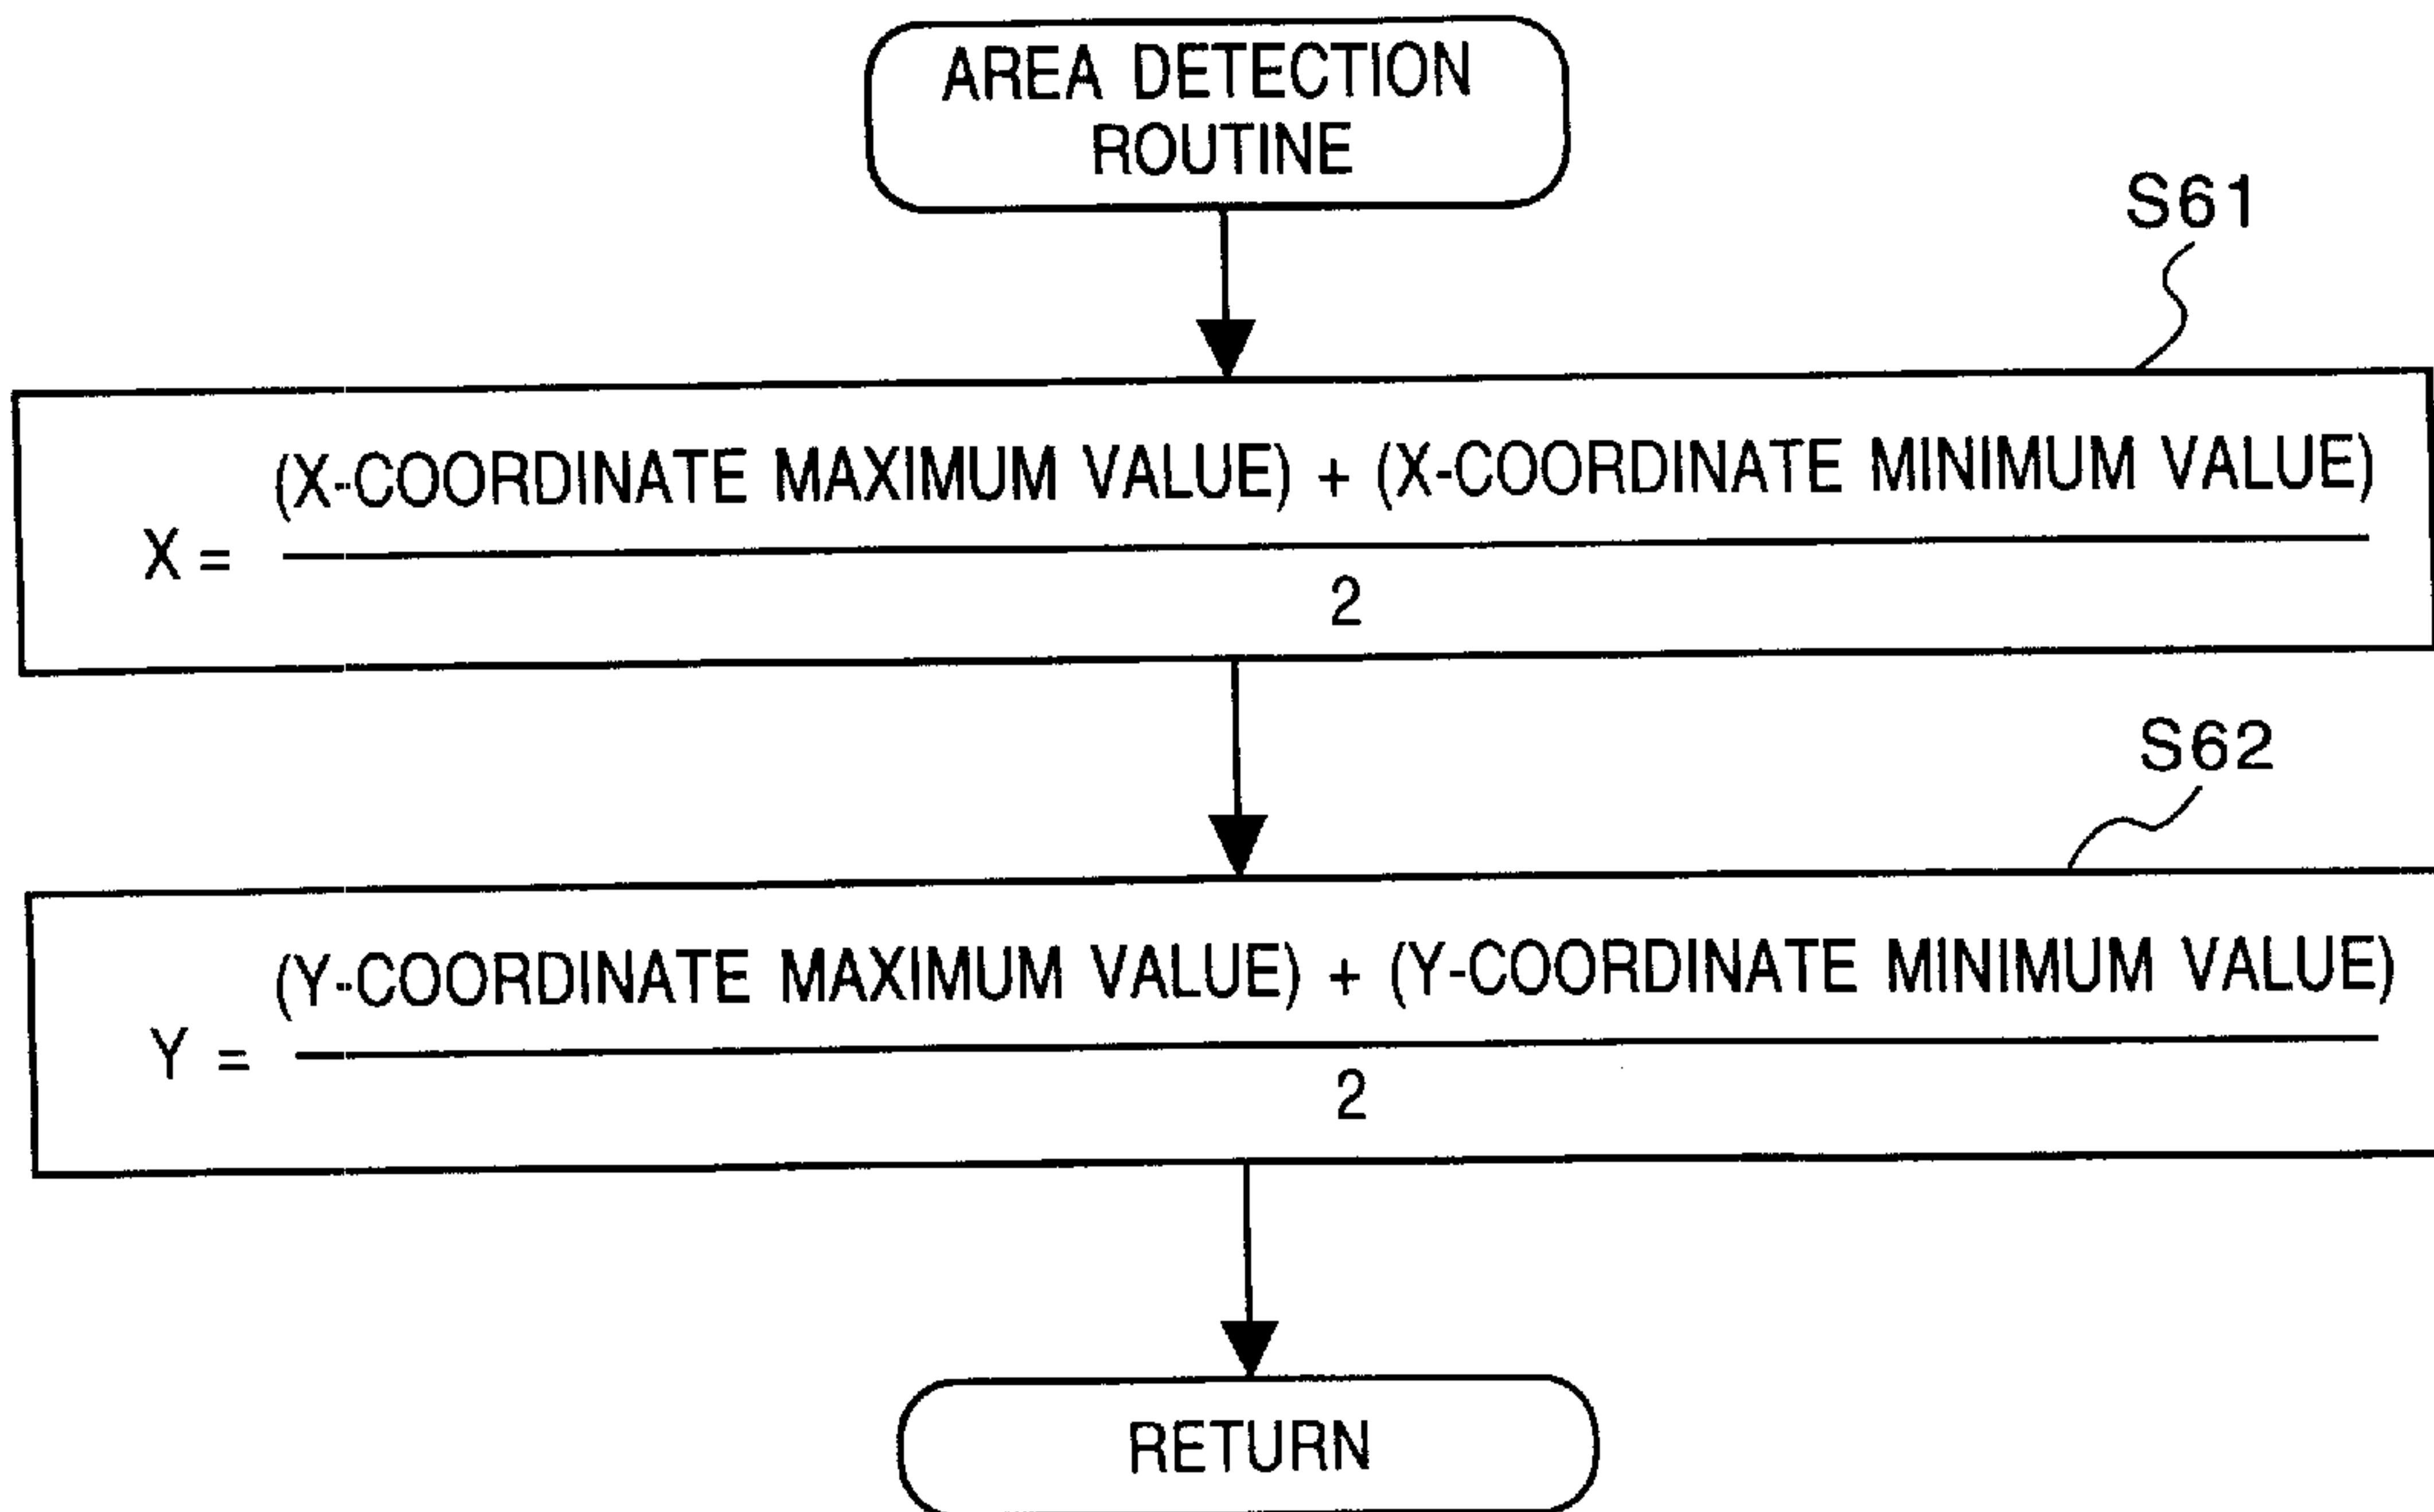 AREA DETECTION
ROUTINE
S61
(X-COORDINATE MAXIMUM VALUE) + (X-COORDINATE MINIMUM VALUE)
X =
2
S62
(Y-COORDINATE MAXIMUM VALUE) + (Y-COORDINATE MINIMUM VALUE)
Y =
2
RETURN